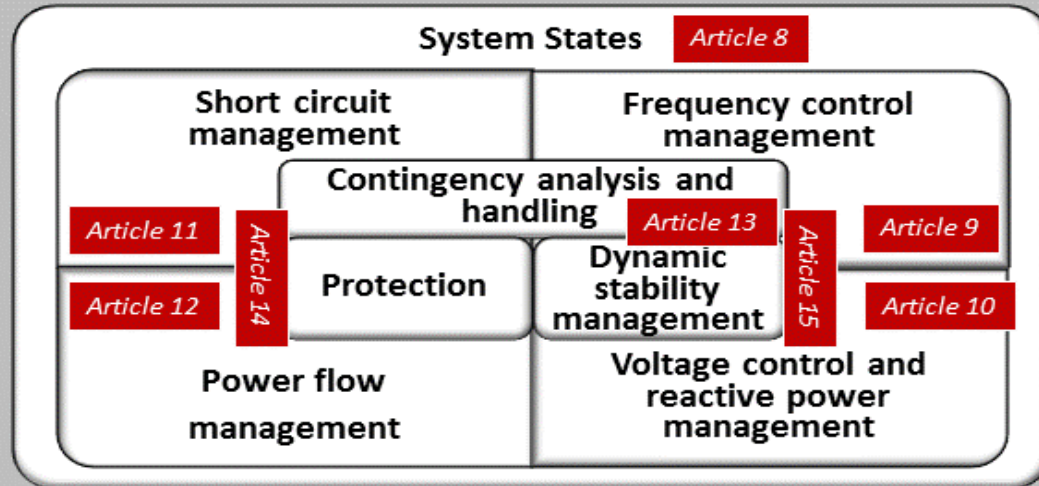 System States
Article 8
Short circuit
management
Frequency control
management
Contingency analysis and
handling
Article 13
Article 11
Article 9
Article 14
Protection
Dynamic
stability
management
Article 15
Article 12
Article 10
Power flow
management
Voltage control and
reactive power
management